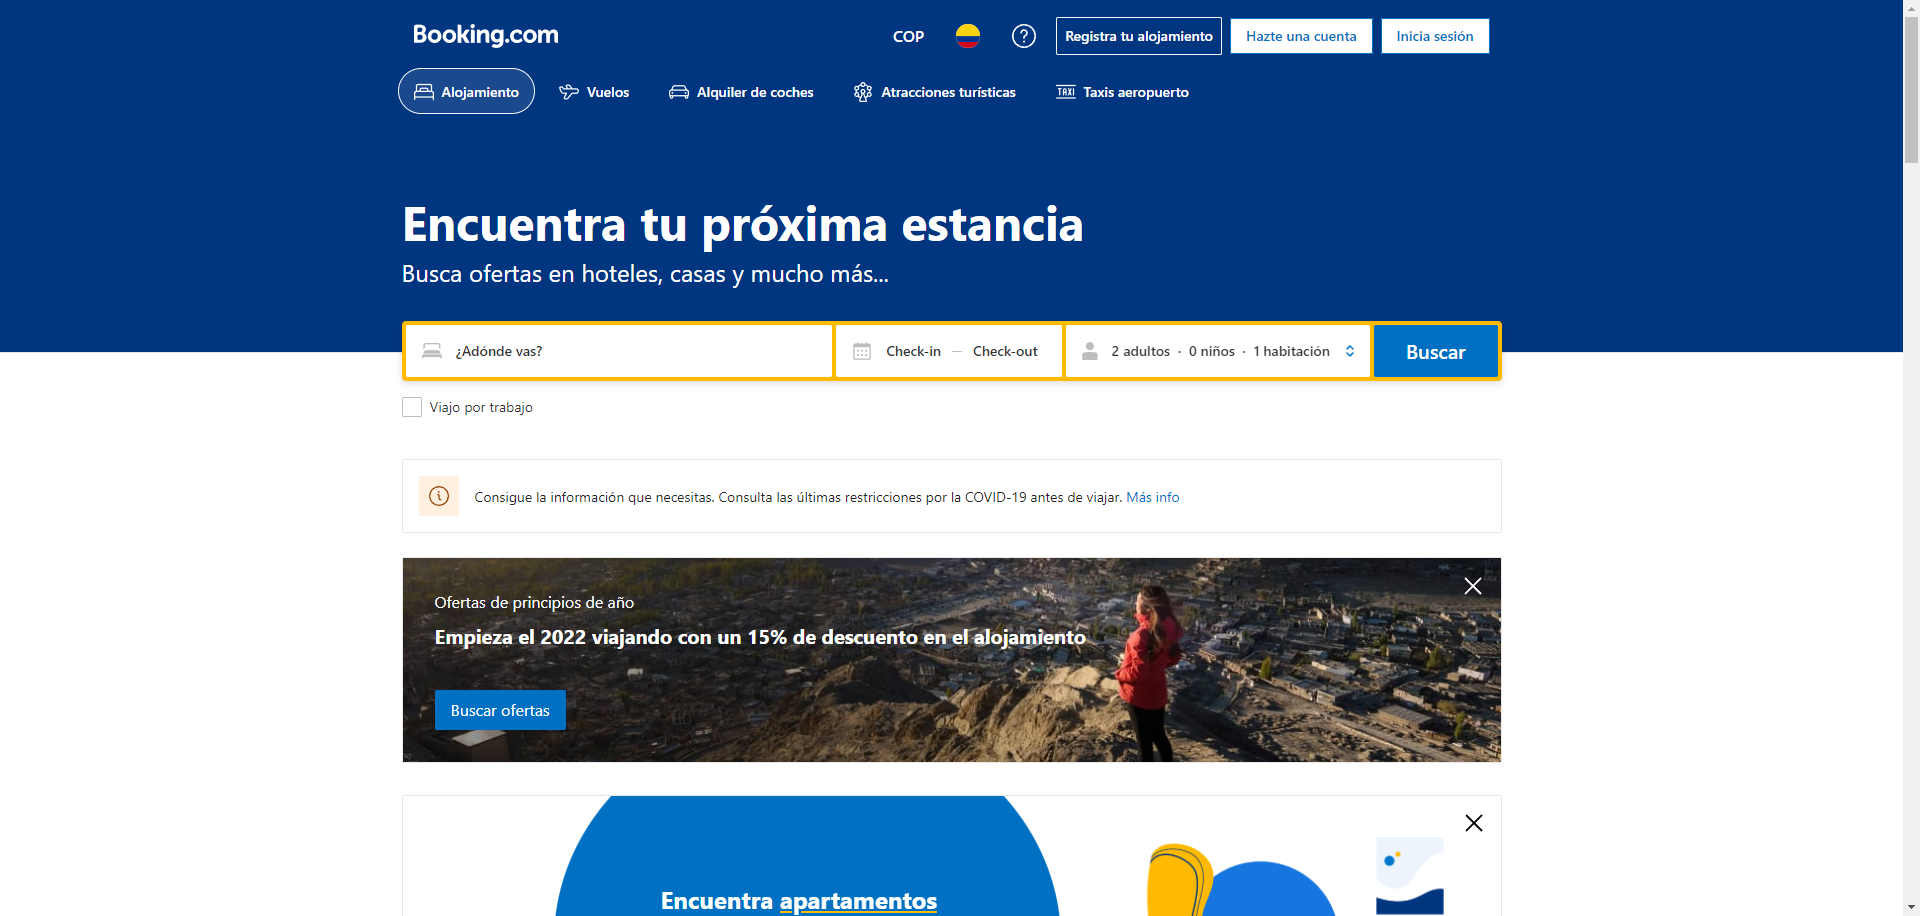 Booking.com
COP
Registra tu alojamiento
Hazte una cuenta
Inicia sesión
Alojamiento
Vuelos
Alquiler de coches
Atracciones turísticas
TAXI
Taxis aeropuerto
Encuentra tu próxima estancia
Busca ofertas en hoteles, casas y mucho más...
¿Adónde vas?
Check-in — Check-out
2 adultos · 0 niños · 1 habitación
Buscar
Viajo por trabajo
Consigue la información que necesitas. Consulta las últimas restricciones por la COVID-19 antes de viajar. Más info
Ofertas de principios de año
Empieza el 2022 viajando con un 15% de descuento en el alojamiento
Buscar ofertas
Encuentra apartamentos